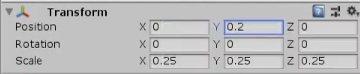 Transform
Position X 0 Y 0.2 Z 0
Rotation X 0 Y 0 Z 0
Scale X 0.25 Y 0.25 Z 0.25